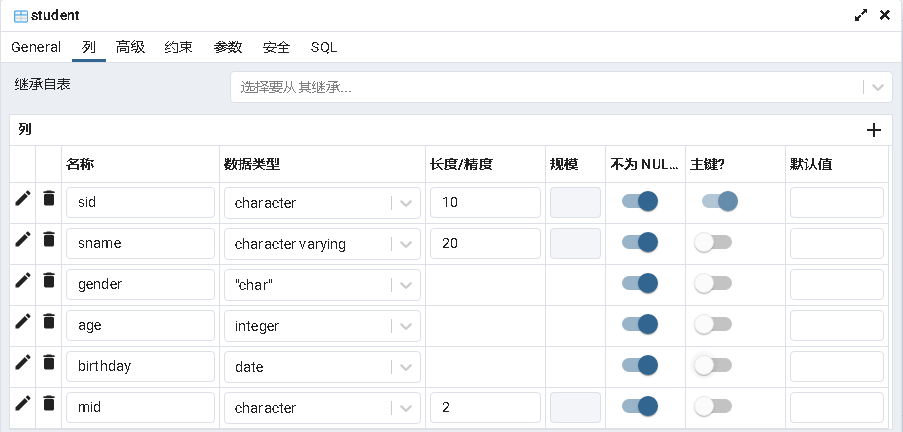 student
General 列 高级 约束 参数 安全 SQL
继承自表 选择要从其继承...
列
名称 数据类型 长度/精度 规模 不为 NUL... 主键? 默认值
sid character 10
sname character varying 20
gender "char"
age integer
birthday date
mid character 2